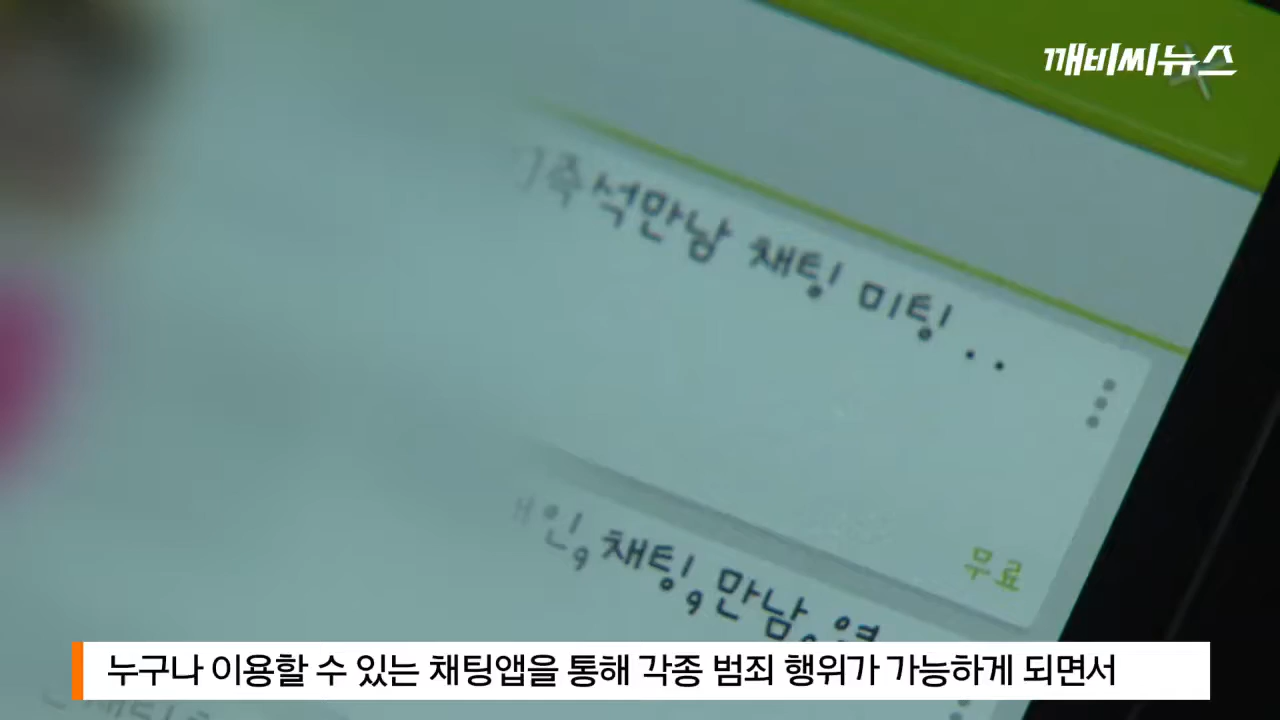 깨비씨뉴스
즉석만남 채팅 미팅..
무료
채팅,만남,
누구나 이용할 수 있는 채팅앱을 통해 각종 범죄 행위가 가능하게 되면서